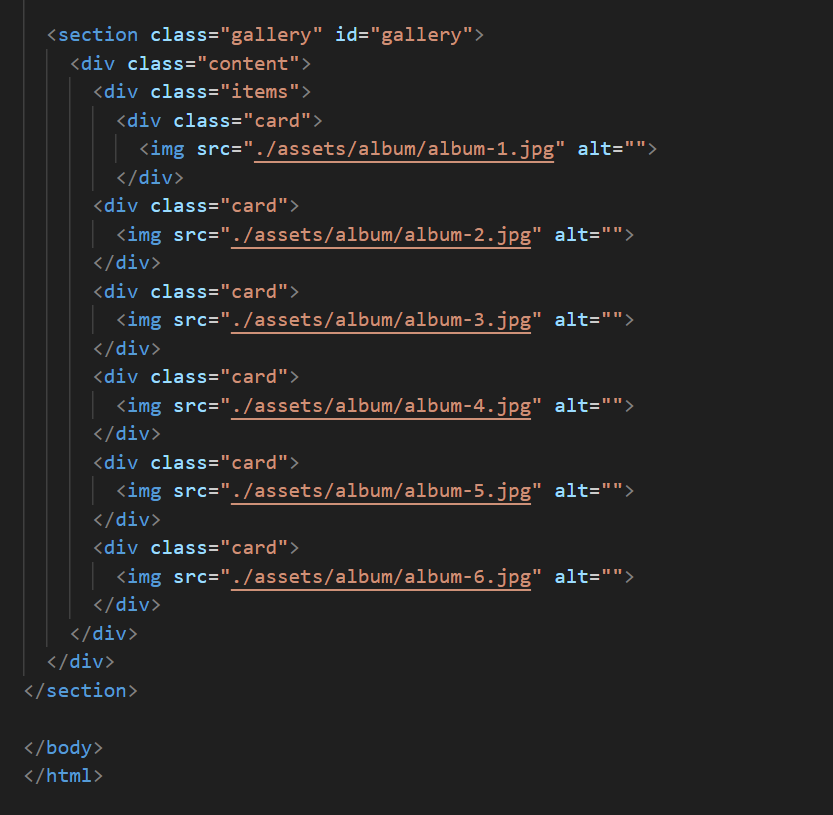 <section class="gallery" id="gallery">
<div class="content">
<div class="items">
<div class="card">
<img src="./assets/album/album-1.jpg" alt="">
</div>
<div class="card">
<img src="./assets/album/album-2.jpg" alt="">
</div>
<div class="card">
<img src="./assets/album/album-3.jpg" alt="">
</div>
<div class="card">
<img src="./assets/album/album-4.jpg" alt="">
</div>
<div class="card">
<img src="./assets/album/album-5.jpg" alt="">
</div>
<div class="card">
<img src="./assets/album/album-6.jpg" alt="">
</div>
</div>
</div>
</section>
</body>
</html>